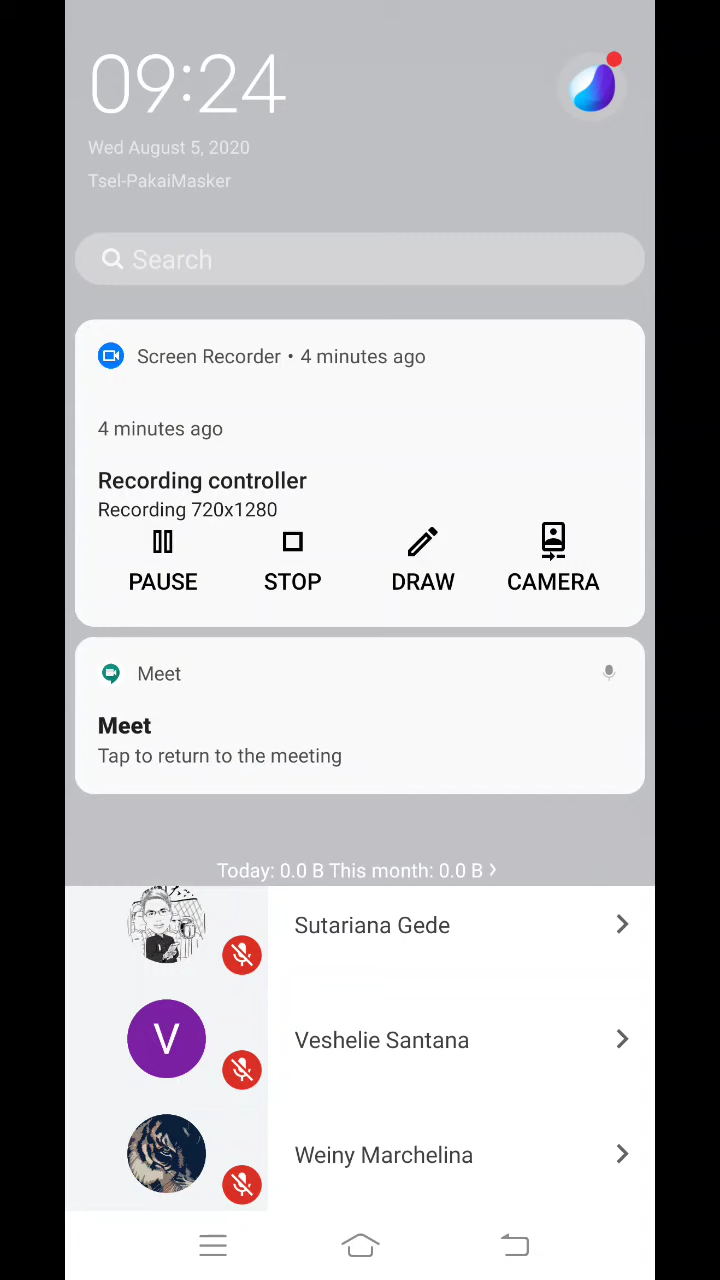 09:24
Wed August 5, 2020
Tsel-PakaiMasker
Search
Screen Recorder • 4 minutes ago
4 minutes ago
Recording controller
Recording 720x1280
PAUSE STOP DRAW CAMERA
Meet
Meet
Tap to return to the meeting
Today: 0.0 B This month: 0.0 B >
Sutariana Gede
V
Veshelie Santana
Weiny Marchelina